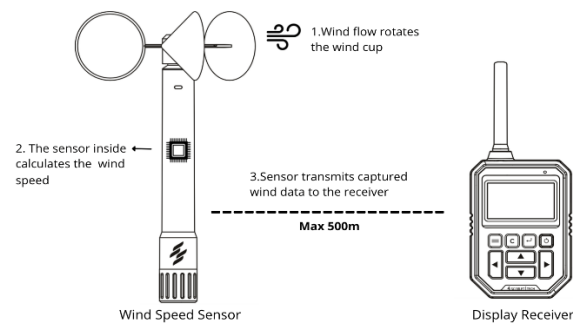 1.Wind flow rotates
the wind cup
2. The sensor inside
calculates the wind
speed
3.Sensor transmits captured
wind data to the receiver
Max 500m
C
Wind Speed Sensor
Display Receiver